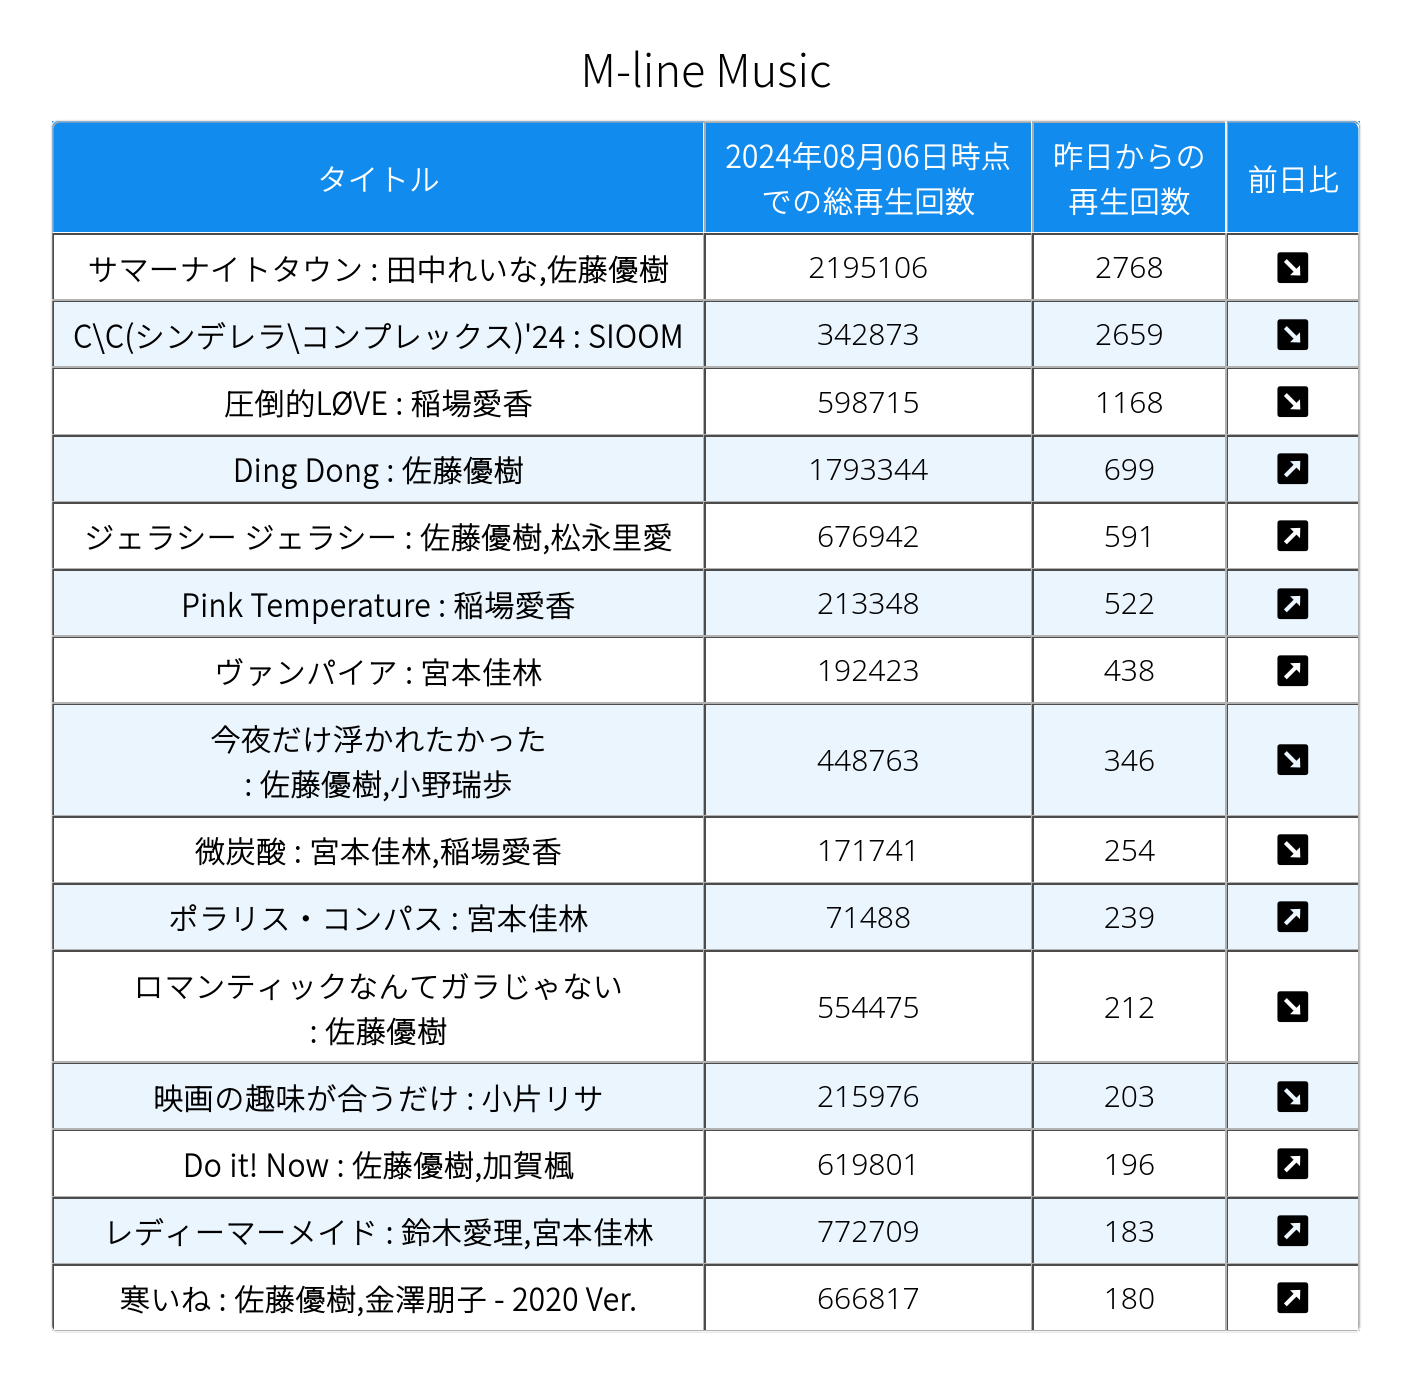 M-line Music
タイトル 2024年08月06日時点 昨日からの 前日比
での総再生回数 再生回数
サマーナイトタウン : 田中れいな,佐藤優樹 2195106 2768
C\C(シンデレラ\コンプレックス)'24 : SIOOM 342873 2659
圧倒的LØVE : 稲場愛香 598715 1168
Ding Dong : 佐藤優樹 1793344 699
ジェラシー ジェラシー : 佐藤優樹,松永里愛 676942 591
Pink Temperature : 稲場愛香 213348 522
ヴァンパイア : 宮本佳林 192423 438
今夜だけ浮かれたかった
: 佐藤優樹,小野瑞歩 448763 346
微炭酸 : 宮本佳林,稲場愛香 171741 254
ポラリス・コンパス : 宮本佳林 71488 239
ロマンティックなんてガラじゃない
: 佐藤優樹 554475 212
映画の趣味が合うだけ : 小片リサ 215976 203
Do it! Now : 佐藤優樹,加賀楓 619801 196
レディーマーメイド : 鈴木愛理,宮本佳林 772709 183
寒いね : 佐藤優樹,金澤朋子 - 2020 Ver. 666817 180